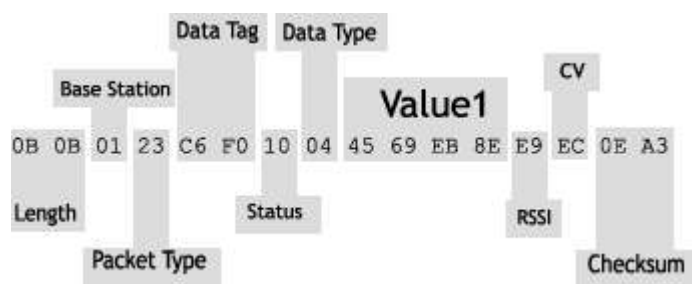 Data Tag Data Type
CV
Base Station
Value1
0B 0B 01 23 C6 F0 10 04 45 69 EB 8E E9 EC 0E A3
Length
Status
RSSI
Packet Type
Checksum